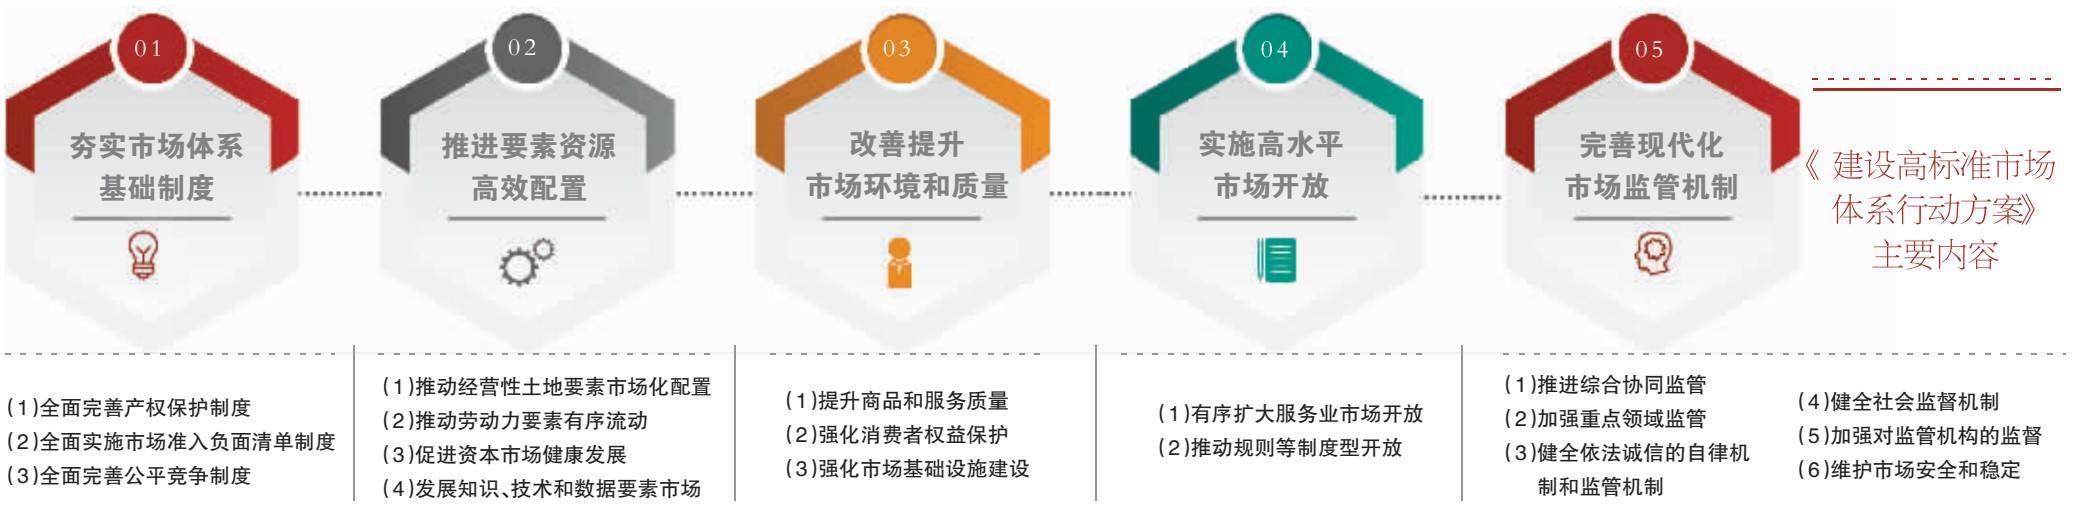 01
夯实市场体系
基础制度
02
推进要素资源
高效配置
03
改善提升
市场环境和质量
04
实施高水平
市场开放
05
完善现代化
市场监管机制
《建设高标准市场
体系行动方案》
主要内容
(1)全面完善产权保护制度
(2)全面实施市场准入负面清单制度
(3)全面完善公平竞争制度
(1)推动经营性土地要素市场化配置
(2)推动劳动力要素有序流动
(3)促进资本市场健康发展
(4)发展知识、技术和数据要素市场
(1)提升商品和服务质量
(2)强化消费者权益保护
(3)强化市场基础设施建设
(1)有序扩大服务业市场开放
(2)推动规则等制度型开放
(1)推进综合协同监管
(2)加强重点领域监管
(3)健全依法诚信的自律机
制和监管机制
(4)健全社会监督机制
(5)加强对监管机构的监督
(6)维护市场安全和稳定